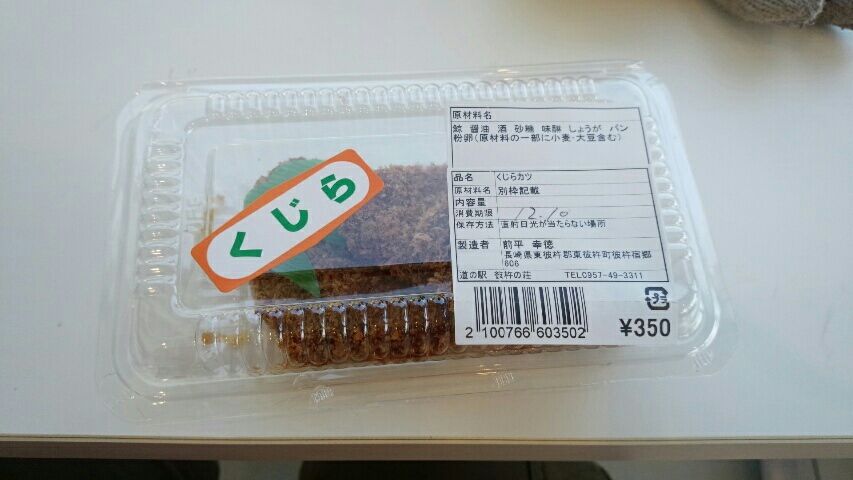 くじら
原材料名
鯨 醤油 酒 砂糖 味醂 しょうが パン
粉卵(原材料の一部に小麦・大豆含む)
品名 くじらカツ
原材料名 別枠記載
内容量
消費期限 12.10
保存方法 直射日光が当たらない場所
製造者 前平 幸徳
長崎県東彼杵郡東彼杵町彼杵宿郷
606
道の駅 彼杵の荘 TEL0957-49-3311
2 100766 603502
¥350
プラ